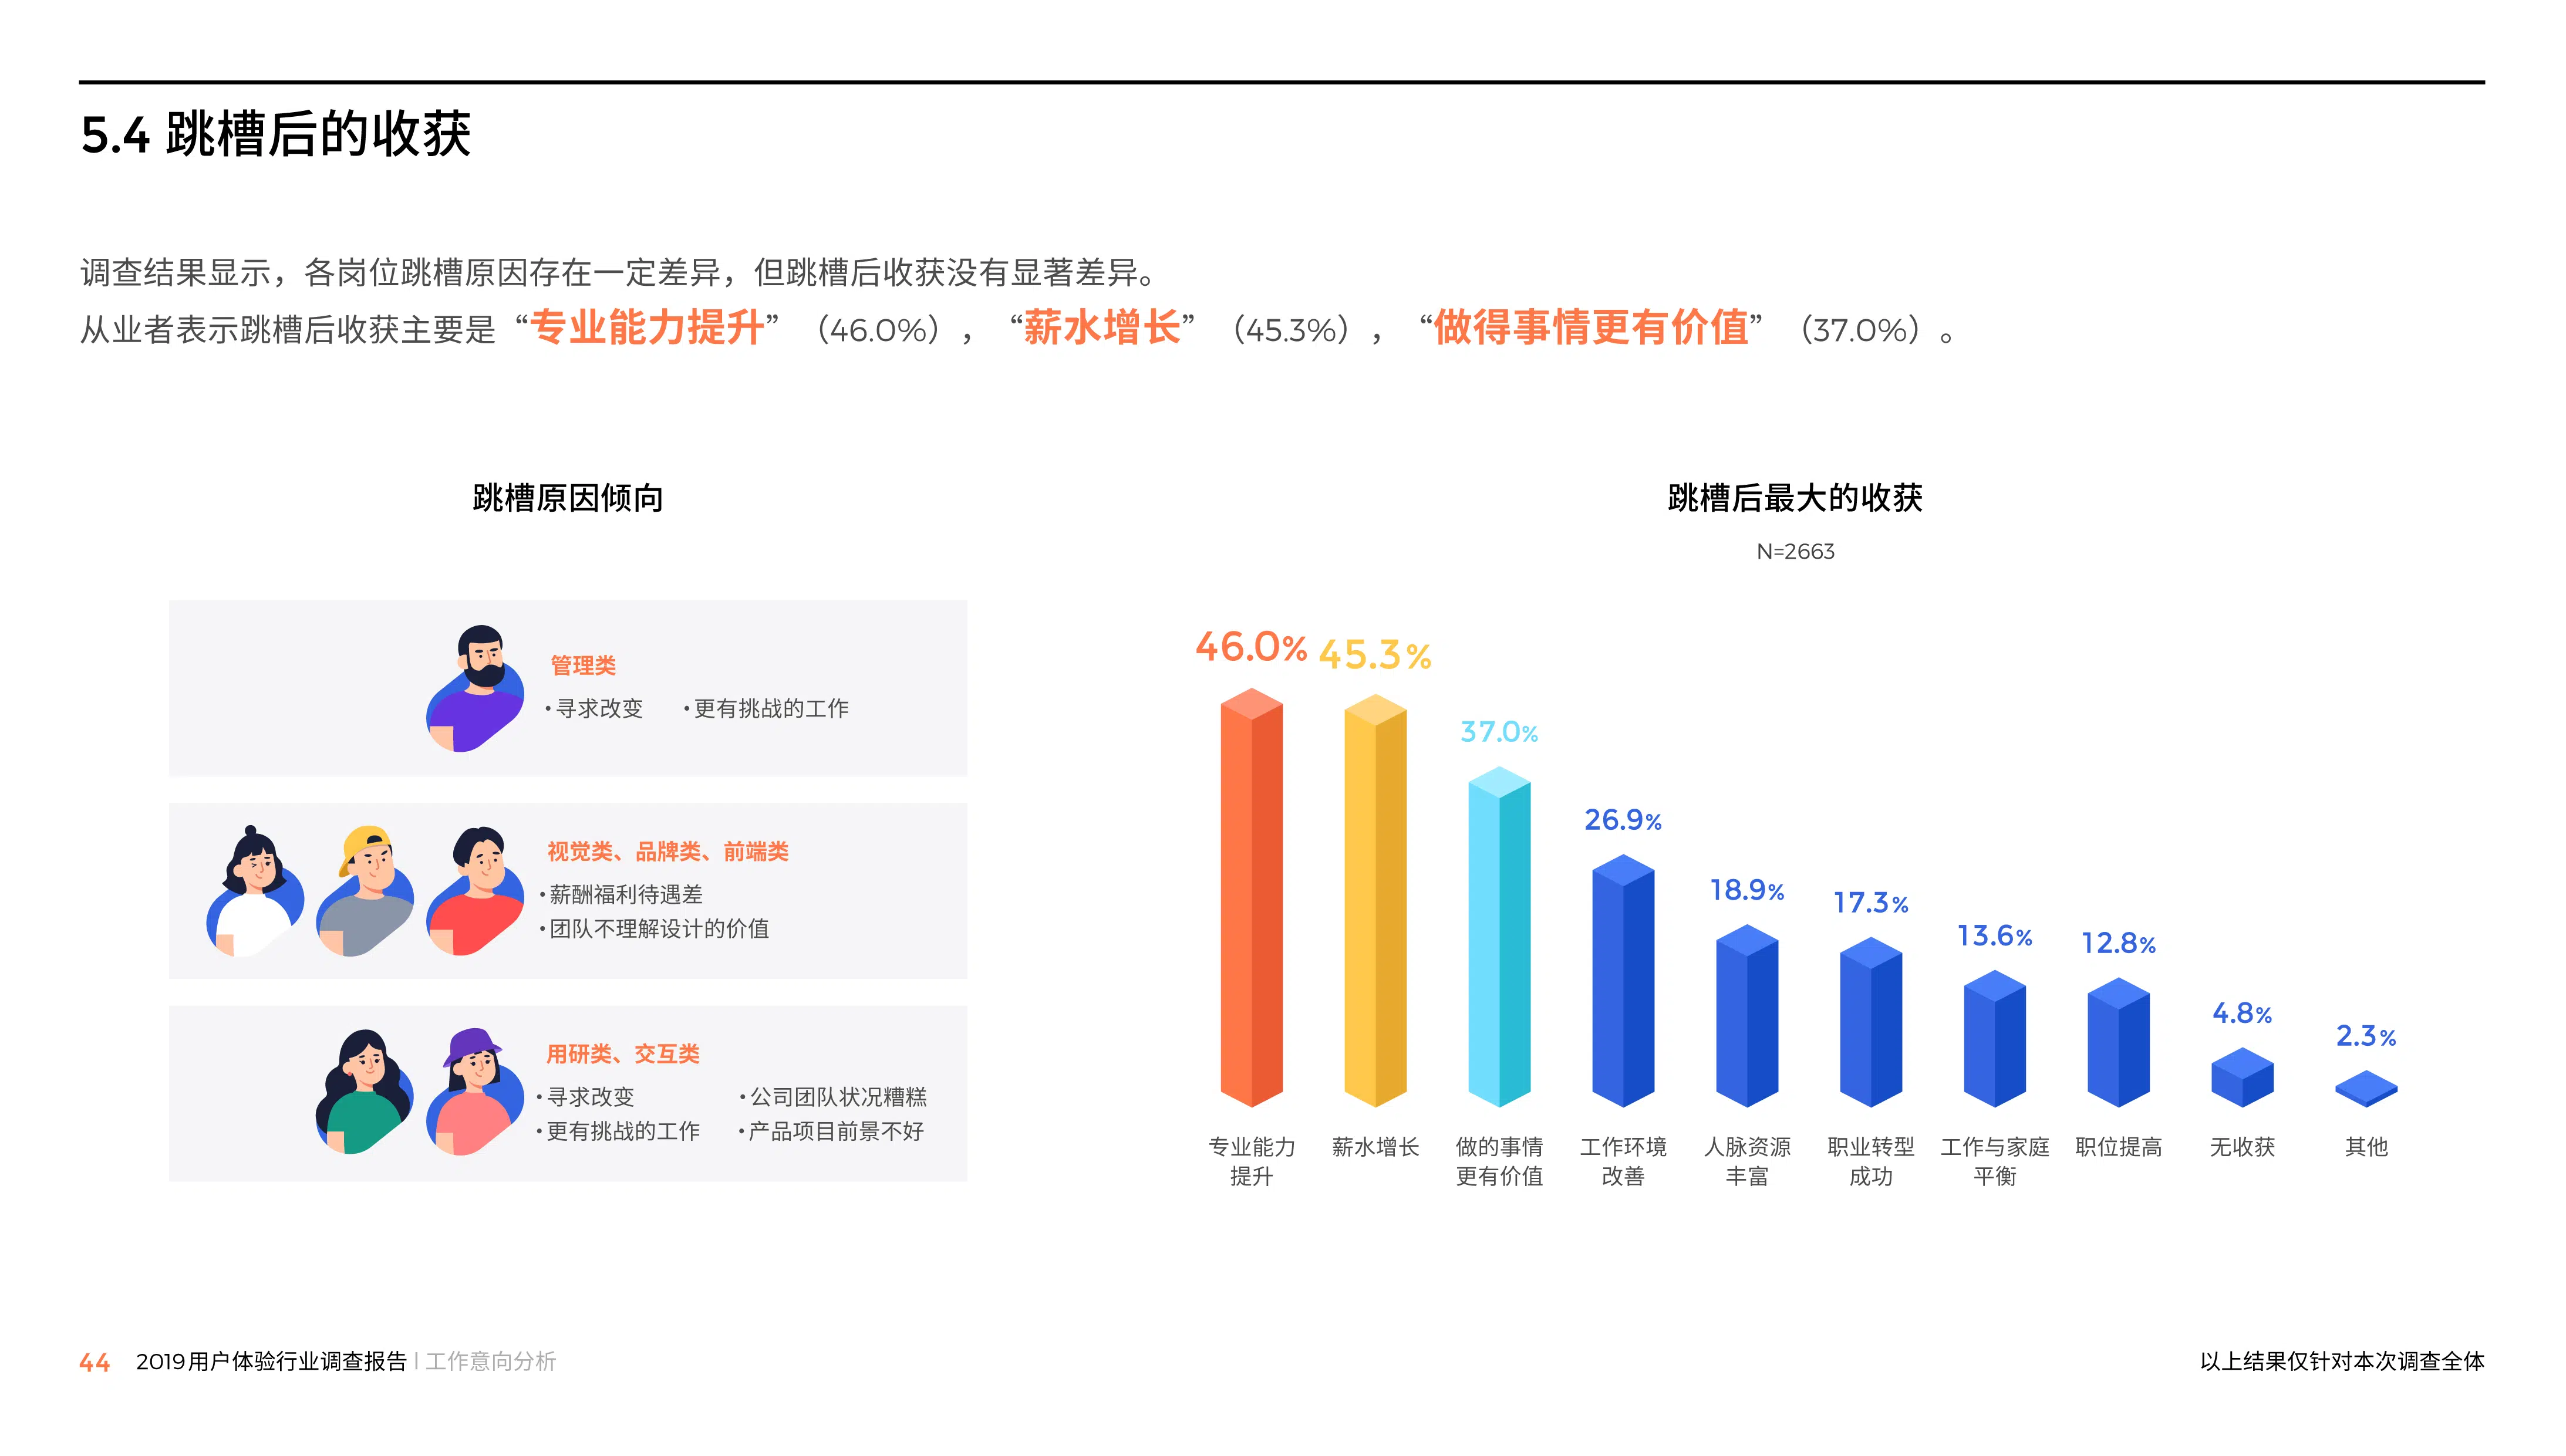 5.4 跳槽后的收获
调查结果显示，各岗位跳槽原因存在一定差异，但跳槽后收获没有显著差异。
从业者表示跳槽后收获主要是“专业能力提升”（46.0%），“薪水增长”（45.3%），“做得事情更有价值”（37.0%）。
跳槽原因倾向
管理类
•寻求改变 •更有挑战的工作
视觉类、品牌类、前端类
•薪酬福利待遇差
•团队不理解设计的价值
用研类、交互类
•寻求改变 •公司团队状况糟糕
•更有挑战的工作 •产品项目前景不好
跳槽后最大的收获
N=2663
46.0% 45.3% 37.0% 26.9% 18.9% 17.3% 13.6% 12.8% 4.8% 2.3%
专业能力 薪水增长 做的事情 工作环境 人脉资源 职业转型 工作与家庭 职位提高 无收获 其他
提升 更有价值 改善 丰富 成功 平衡
44 2019用户体验行业调查报告 | 工作意向分析
以上结果仅针对本次调查全体